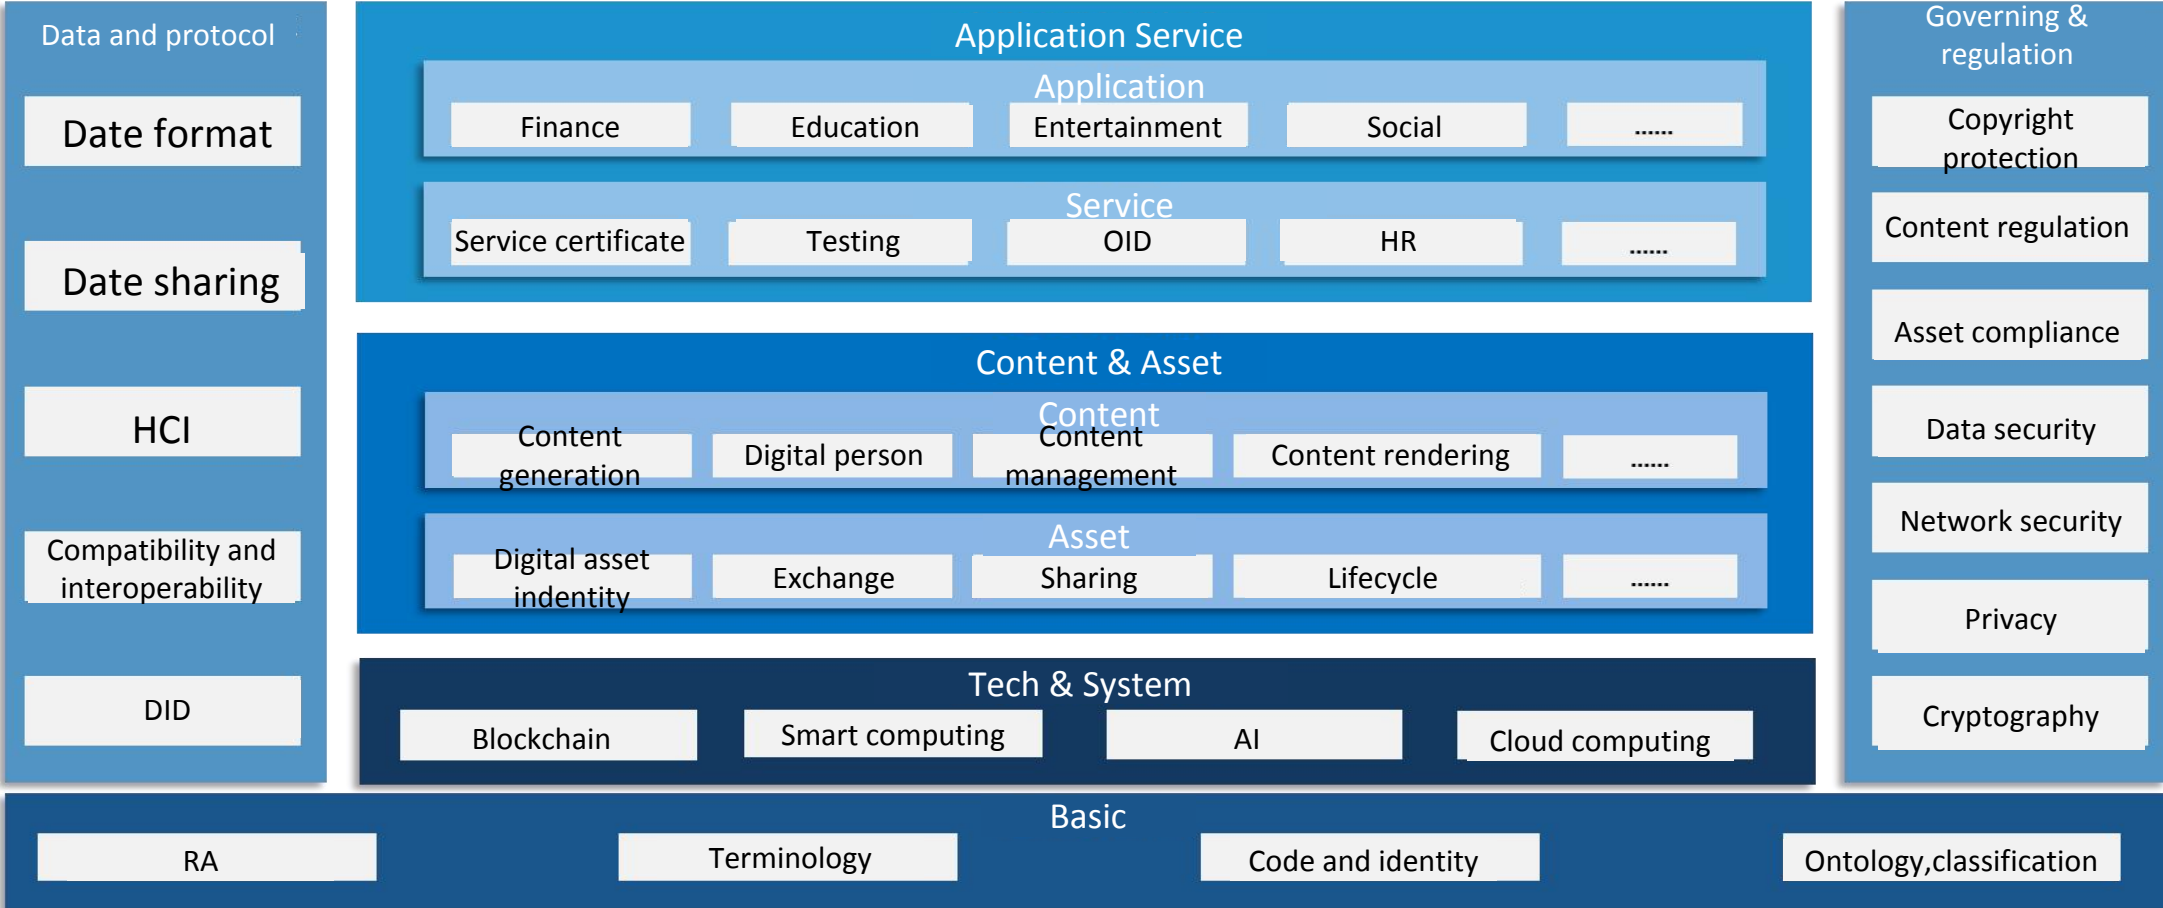 Data and protocol
Date format
Date sharing
HCI
Compatibility and
interoperability
DID
Application Service
Application
Finance
Education
Entertainment
Social
......
Service
Service certificate
Testing
OID
HR
......
Content & Asset
Content
Content
generation
Digital person
Content
management
Content rendering
......
Asset
Digital asset
indentity
Exchange
Sharing
Lifecycle
......
Tech & System
Blockchain
Smart computing
AI
Cloud computing
Governing &
regulation
Copyright
protection
Content regulation
Asset compliance
Data security
Network security
Privacy
Cryptography
Basic
RA
Terminology
Code and identity
Ontology,classification